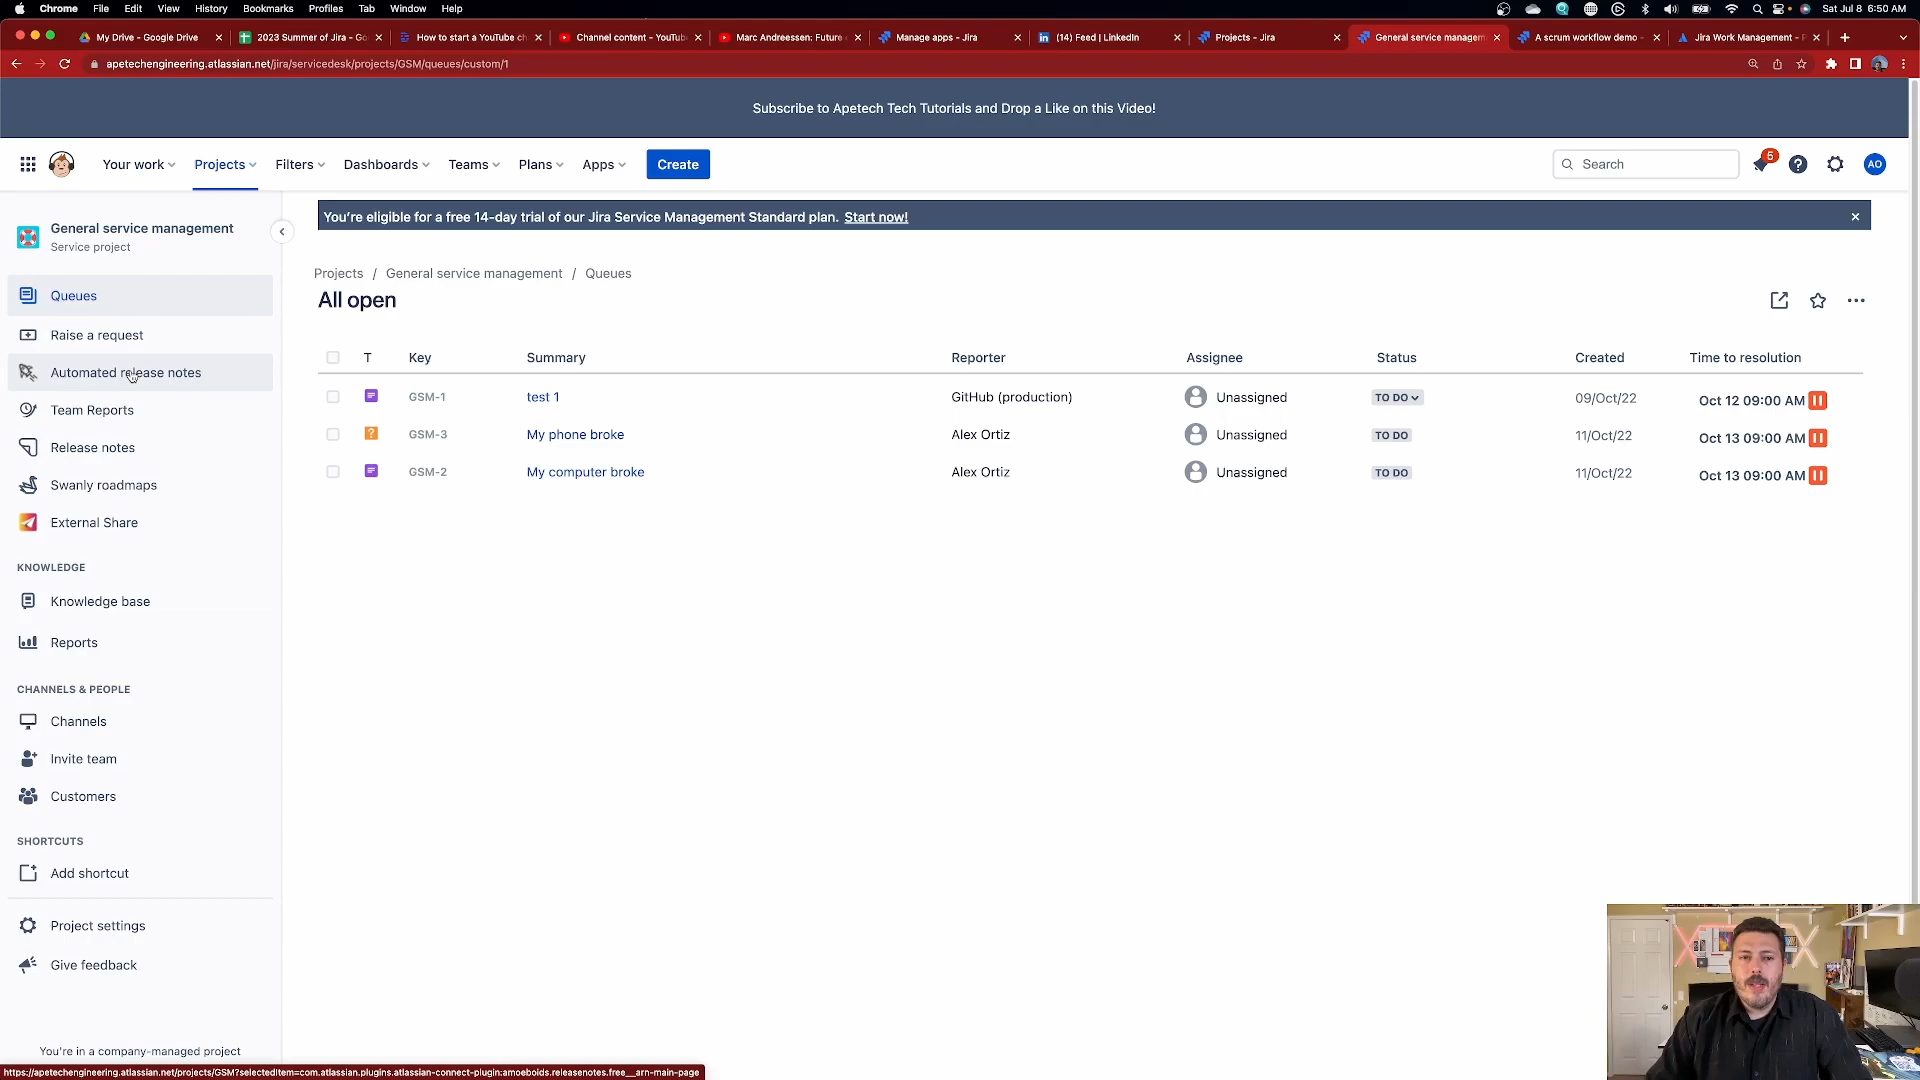 Chrome File Edit View History Bookmarks Profiles Tab Window Help Sat Jul 8 6:50 AM
My Drive - Google Drive 2023 Summer of Jira - Go How to start a YouTube ch Channel content - YouTube Marc Andreessen: Future Manage apps - Jira (14) Feed | LinkedIn Projects - Jira General service managem A scrum workflow demo - Jira Work Management - P
apetechengineering.atlassian.net/jira/servicedesk/projects/GSM/queues/custom/1
Subscribe to Apetech Tech Tutorials and Drop a Like on this Video!
Your work Projects Filters Dashboards Teams Plans Apps Create Search 5 AO
You're eligible for a free 14-day trial of our Jira Service Management Standard plan. Start now!
General service management
Service project
Queues
Raise a request
Automated release notes
Team Reports
Release notes
Swanly roadmaps
External Share
KNOWLEDGE
Knowledge base
Reports
CHANNELS & PEOPLE
Channels
Invite team
Customers
SHORTCUTS
Add shortcut
Project settings
Give feedback
You're in a company-managed project
Projects / General service management / Queues
All open
T Key Summary Reporter Assignee Status Created Time to resolution
GSM-1 test 1 GitHub (production) Unassigned TO DO 09/Oct/22 Oct 12 09:00 AM
GSM-3 My phone broke Alex Ortiz Unassigned TO DO 11/Oct/22 Oct 13 09:00 AM
GSM-2 My computer broke Alex Ortiz Unassigned TO DO 11/Oct/22 Oct 13 09:00 AM
https://apetechengineering.atlassian.net/projects/GSM?selectedItem=com.atlassian.plugins.atlassian-connect-plugin:amoeboids.releasenotes.free__arn-main-page